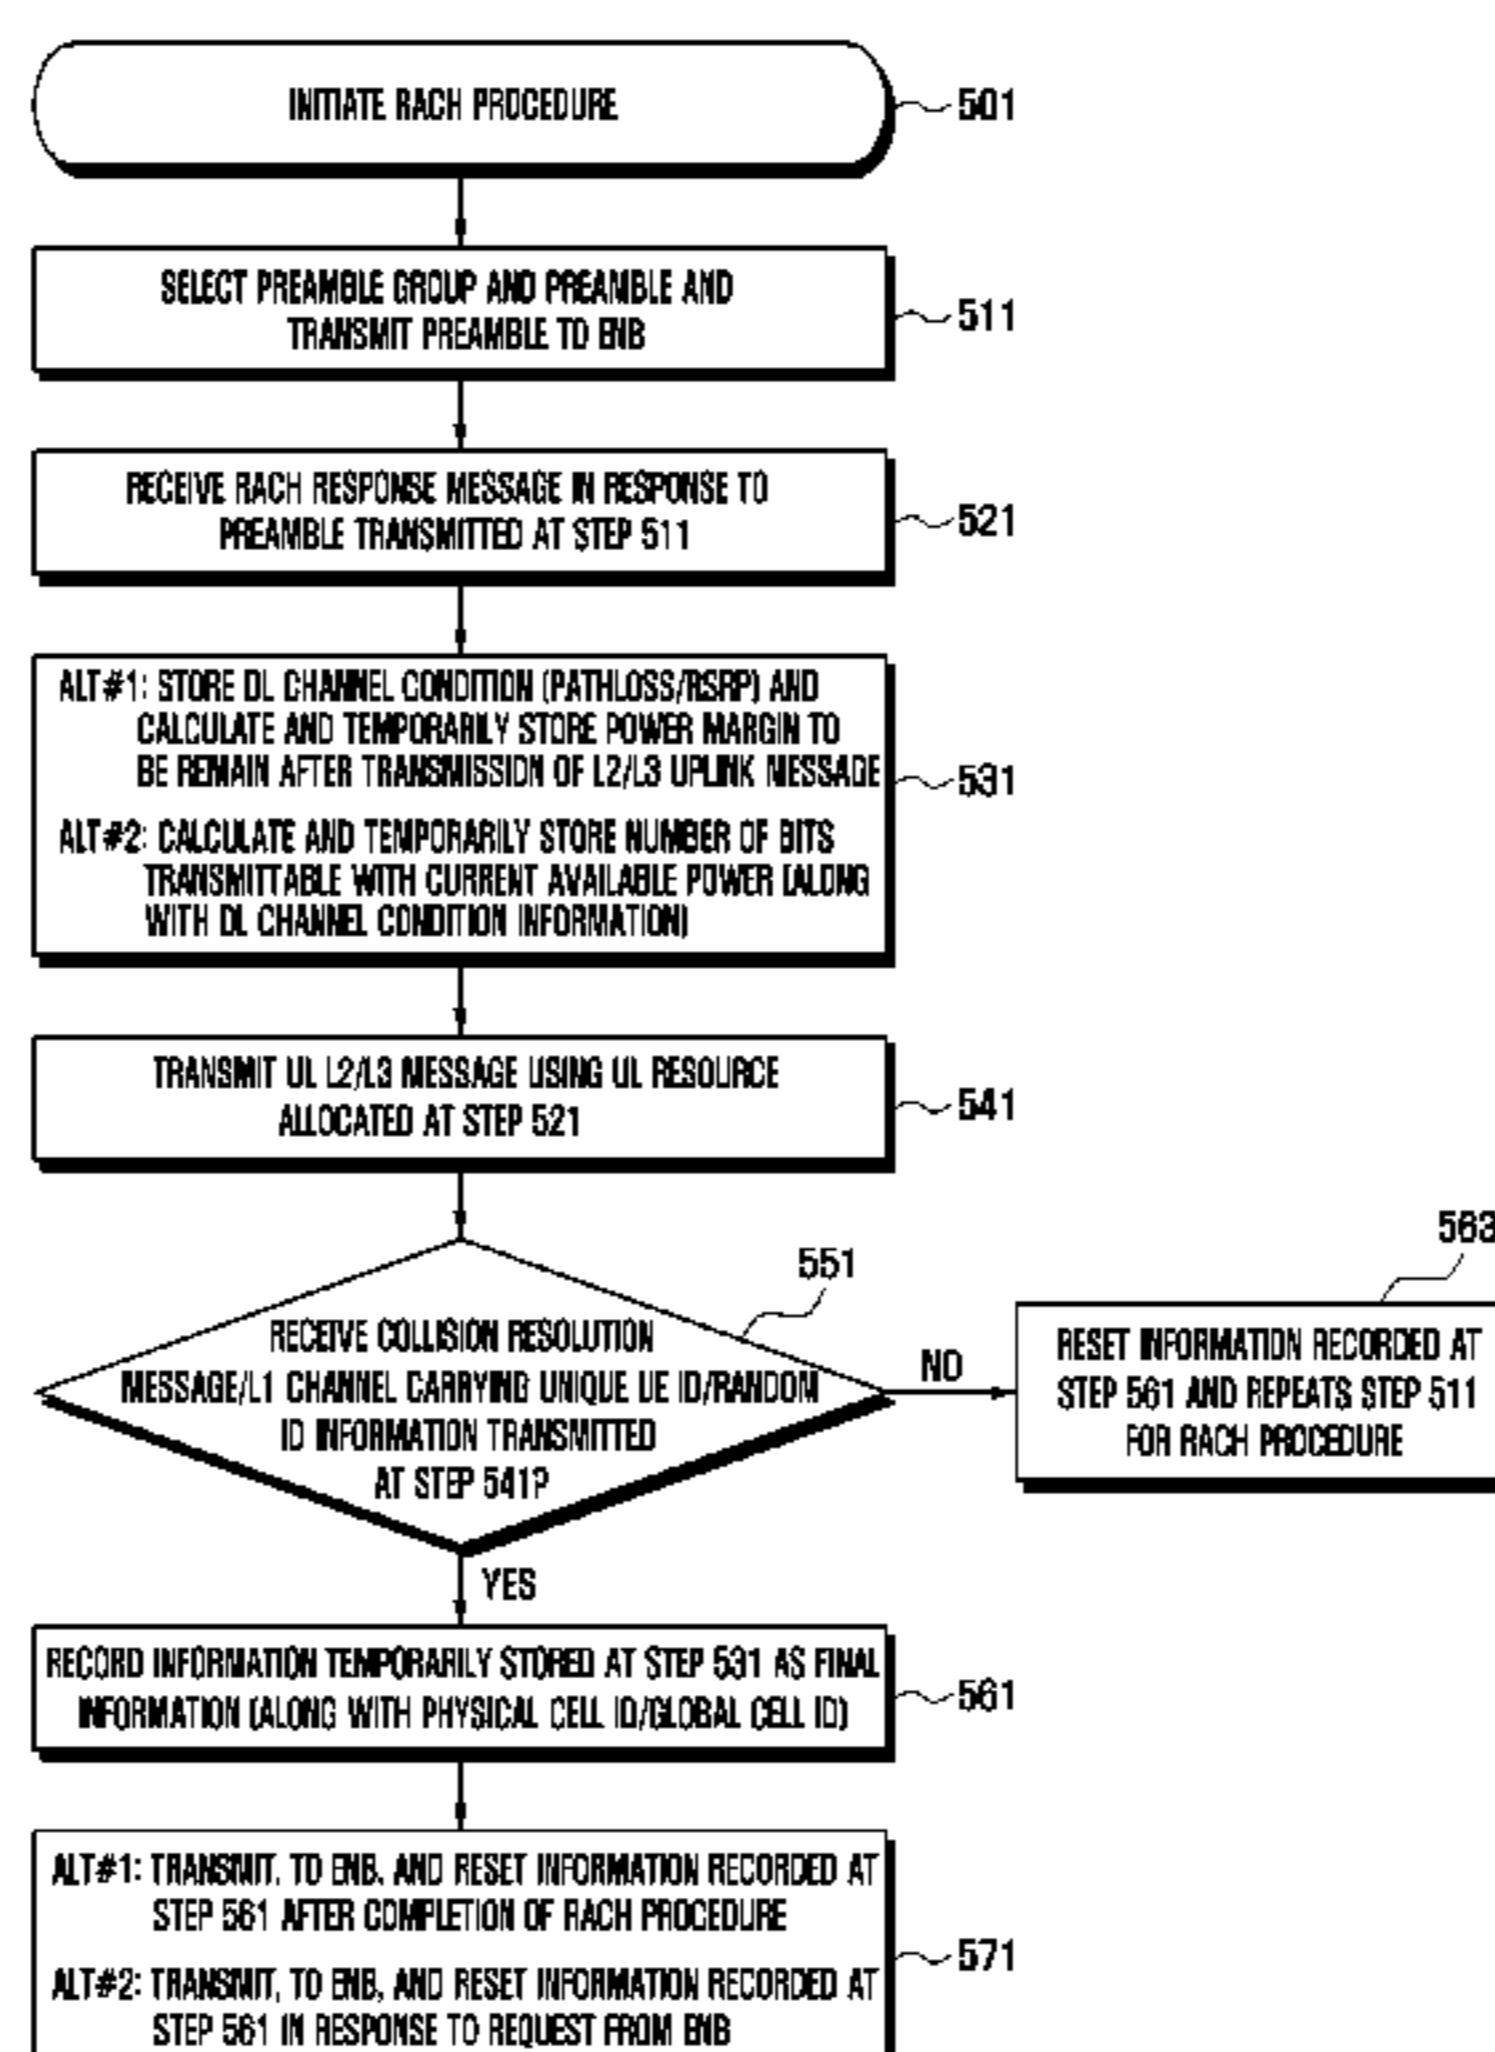 INITIATE RACH PROCEDURE
501
SELECT PREAMBLE GROUP AND PREAMBLE AND
TRANSMIT PREAMBLE TO ENB
511
RECEIVE RACH RESPONSE MESSAGE IN RESPONSE TO
PREAMBLE TRANSMITTED AT STEP 511
521
ALT#1: STORE DL CHANNEL CONDITION (PATHLOSS/RSRP) AND
CALCULATE AND TEMPORARILY STORE POWER MARGIN TO
BE REMAIN AFTER TRANSMISSION OF L2/L3 UPLINK MESSAGE
ALT#2: CALCULATE AND TEMPORARILY STORE NUMBER OF BITS
TRANSMITTABLE WITH CURRENT AVAILABLE POWER (ALONG
WITH DL CHANNEL CONDITION INFORMATION)
531
TRANSMIT UL L2/L3 MESSAGE USING UL RESOURCE
ALLOCATED AT STEP 521
541
551
RECEIVE COLLISION RESOLUTION
MESSAGE/L1 CHANNEL CARRYING UNIQUE UE ID/RANDOM
ID INFORMATION TRANSMITTED
AT STEP 541?
NO
563
RESET INFORMATION RECORDED AT
STEP 561 AND REPEATS STEP 511
FOR RACH PROCEDURE
YES
RECORD INFORMATION TEMPORARILY STORED AT STEP 531 AS FINAL
INFORMATION (ALONG WITH PHYSICAL CELL ID/GLOBAL CELL ID)
561
ALT#1: TRANSMIT, TO ENB, AND RESET INFORMATION RECORDED AT
STEP 561 AFTER COMPLETION OF RACH PROCEDURE
ALT#2: TRANSMIT, TO ENB, AND RESET INFORMATION RECORDED AT
STEP 561 IN RESPONSE TO REQUEST FROM ENB
571